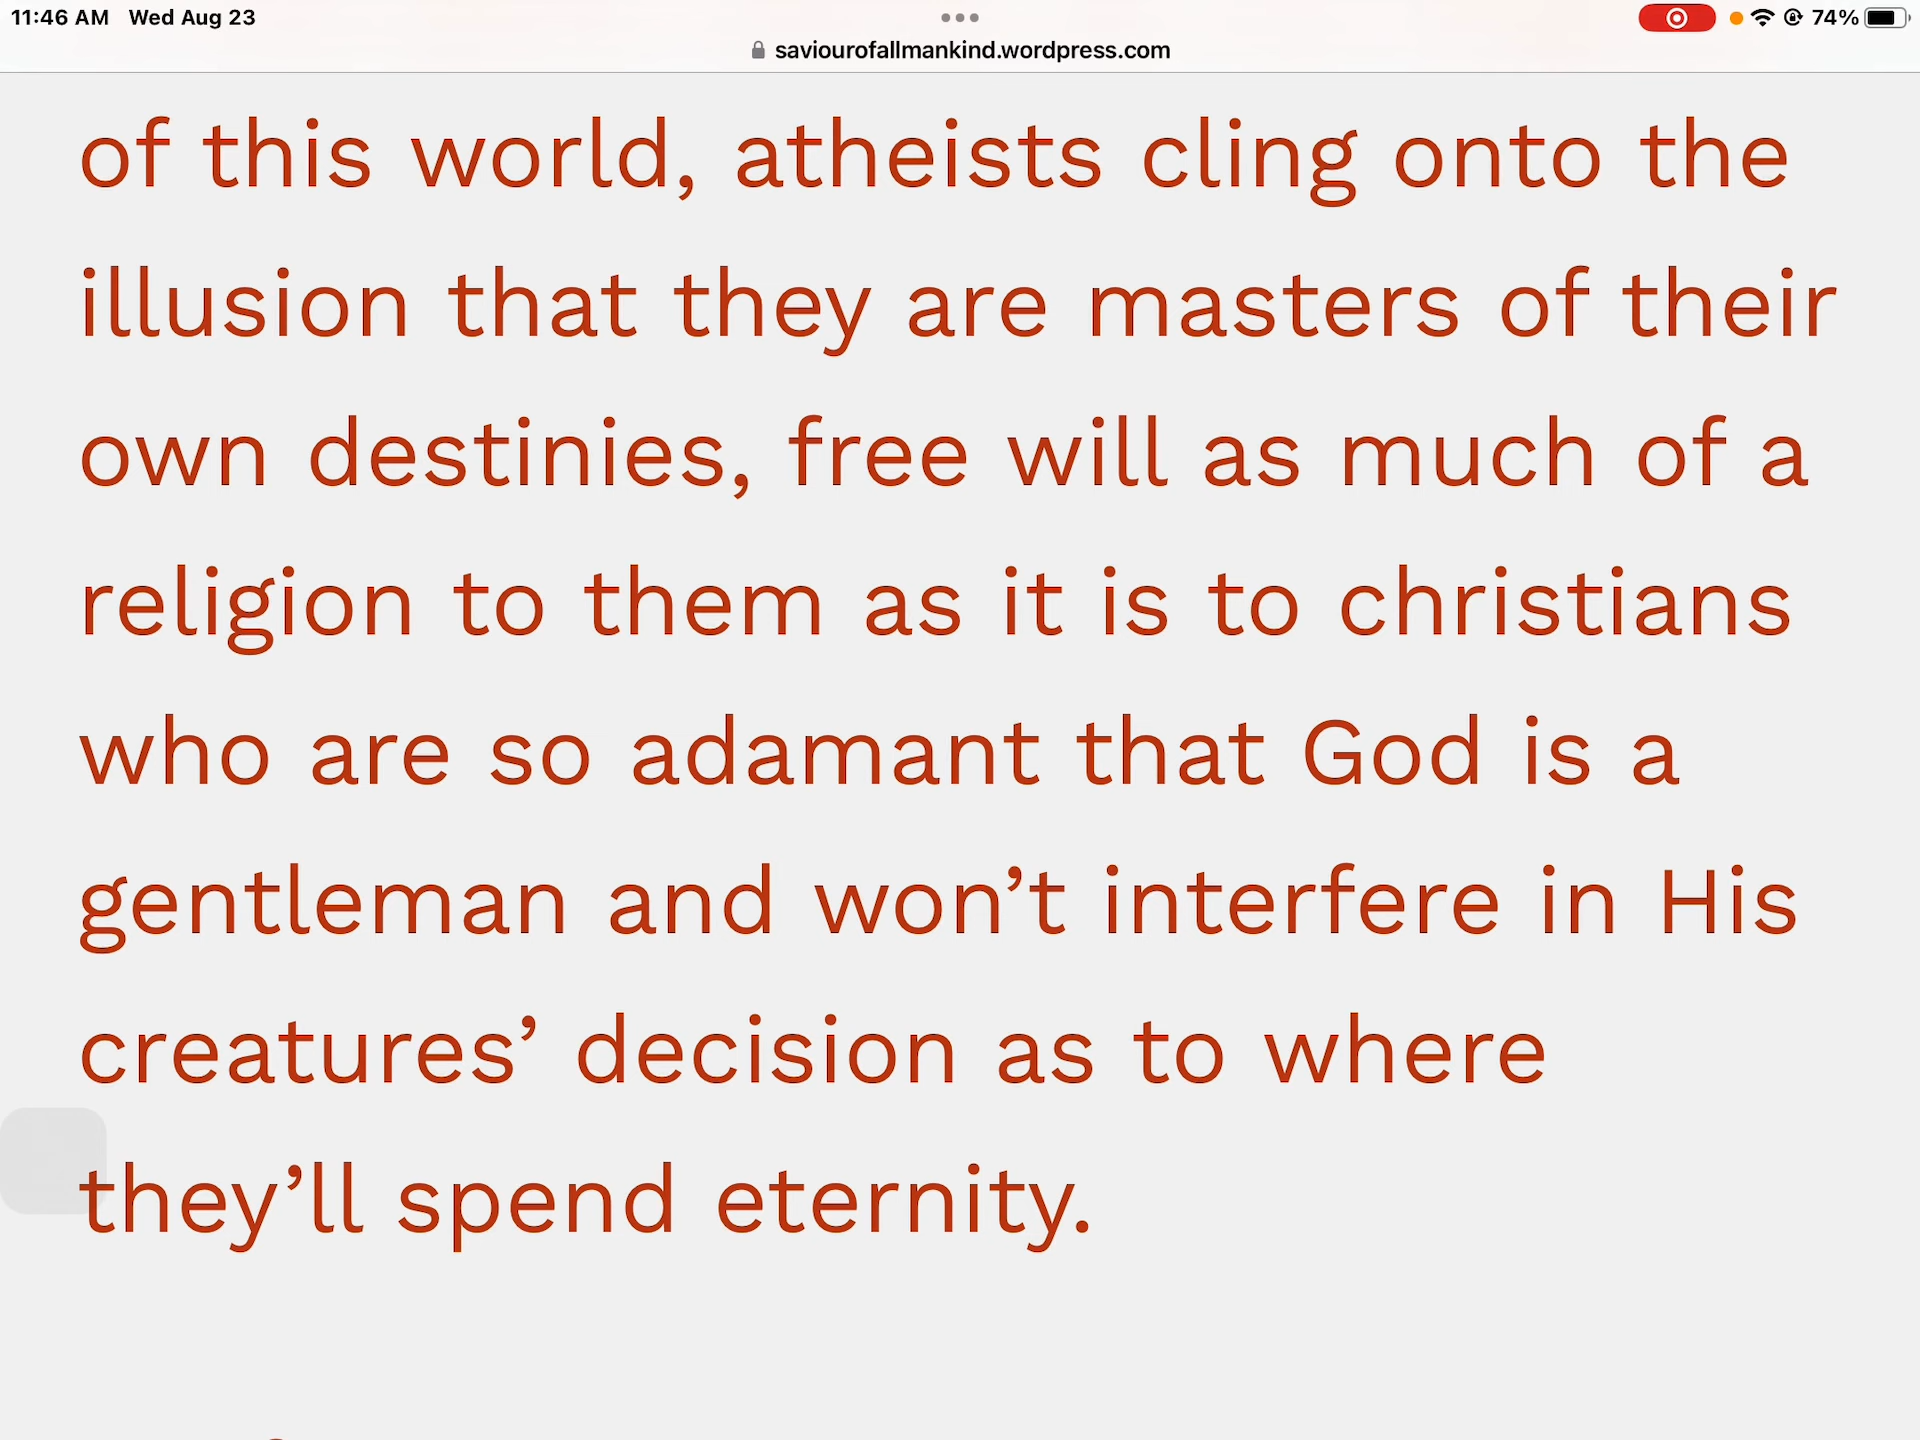 11:46 AM Wed Aug 23
74%
saviourofallmankind.wordpress.com
of this world, atheists cling onto the
illusion that they are masters of their
own destinies, free will as much of a
religion to them as it is to christians
who are so adamant that God is a
gentleman and won’t interfere in His
creatures’ decision as to where
they’ll spend eternity.